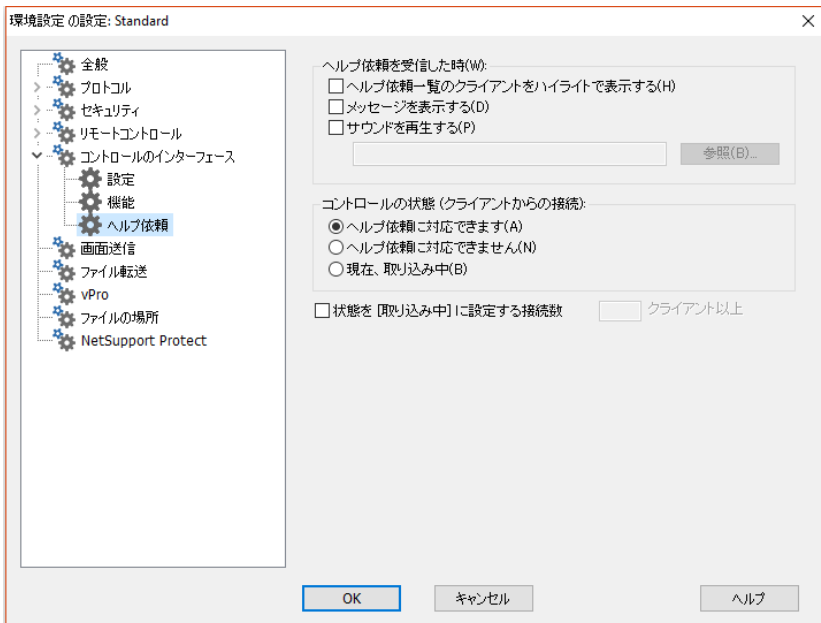 環境設定 の設定: Standard
全般
プロトコル
セキュリティ
リモートコントロール
コントロールのインターフェース
設定
機能
ヘルプ依頼
画面送信
ファイル転送
vPro
ファイルの場所
NetSupport Protect
ヘルプ依頼を受信した時(W):
ヘルプ依頼一覧のクライアントをハイライトで表示する(H)
メッセージを表示する(D)
サウンドを再生する(P)
参照(B)...
コントロールの状態 (クライアントからの接続):
ヘルプ依頼に対応できます(A)
ヘルプ依頼に対応できません(N)
現在、取り込み中(B)
状態を [取り込み中] に設定する接続数 クライアント以上
OK キャンセル ヘルプ